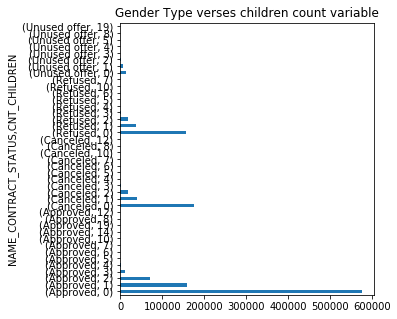 Gender Type verses children count variable
NAME_CONTRACT_STATUS,CNT_CHILDREN
(Unused offer, 19)
(Unused offer, 8)
(Unused offer, 5)
(Unused offer, 4)
(Unused offer, 3)
(Unused offer, 2)
(Unused offer, 1)
(Unused offer, 0)
(Refused, 7)
(Refused, 10)
(Refused, 6)
(Refused, 5)
(Refused, 4)
(Refused, 3)
(Refused, 2)
(Refused, 1)
(Refused, 0)
(Canceled, 12)
(Canceled, 8)
(Canceled, 10)
(Canceled, 7)
(Canceled, 6)
(Canceled, 5)
(Canceled, 4)
(Canceled, 3)
(Canceled, 2)
(Canceled, 1)
(Canceled, 0)
(Approved, 12)
(Approved, 8)
(Approved, 19)
(Approved, 14)
(Approved, 10)
(Approved, 7)
(Approved, 6)
(Approved, 5)
(Approved, 4)
(Approved, 3)
(Approved, 2)
(Approved, 1)
(Approved, 0)
0 100000 200000 300000 400000 500000 600000